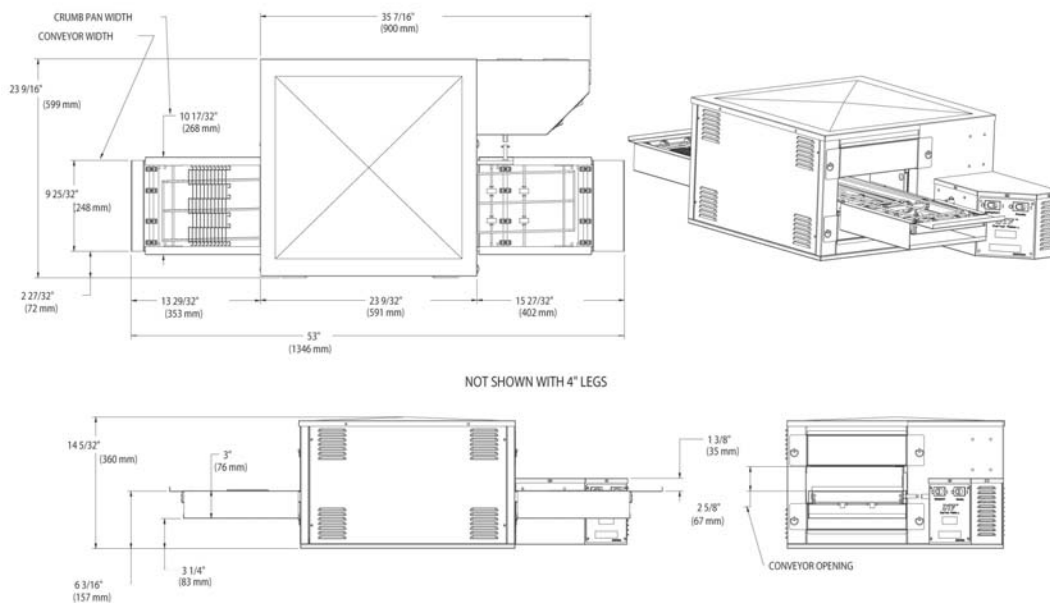 CRUMB PAN WIDTH
CONVEYOR WIDTH
35 7/16"
(900 mm)
23 9/16"
(599 mm)
10 17/32"
(268 mm)
9 25/32"
(248 mm)
2 27/32"
(72 mm)
13 29/32"
(353 mm)
23 9/32"
(591 mm)
15 27/32"
(402 mm)
53"
(1346 mm)
NOT SHOWN WITH 4" LEGS
14 5/32"
(360 mm)
3"
(76 mm)
1 3/8"
(35 mm)
2 5/8"
(67 mm)
3 1/4"
(83 mm)
6 3/16"
(157 mm)
CONVEYOR OPENING